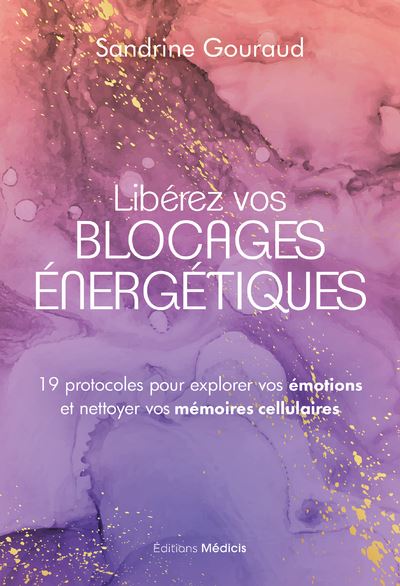 Sandrine Gouraud
Libérez vos
BLOCAGES
ÉNERGÉTIQUES
19 protocoles pour explorer vos émotions
et nettoyer vos mémoires cellulaires
Éditions Médicis